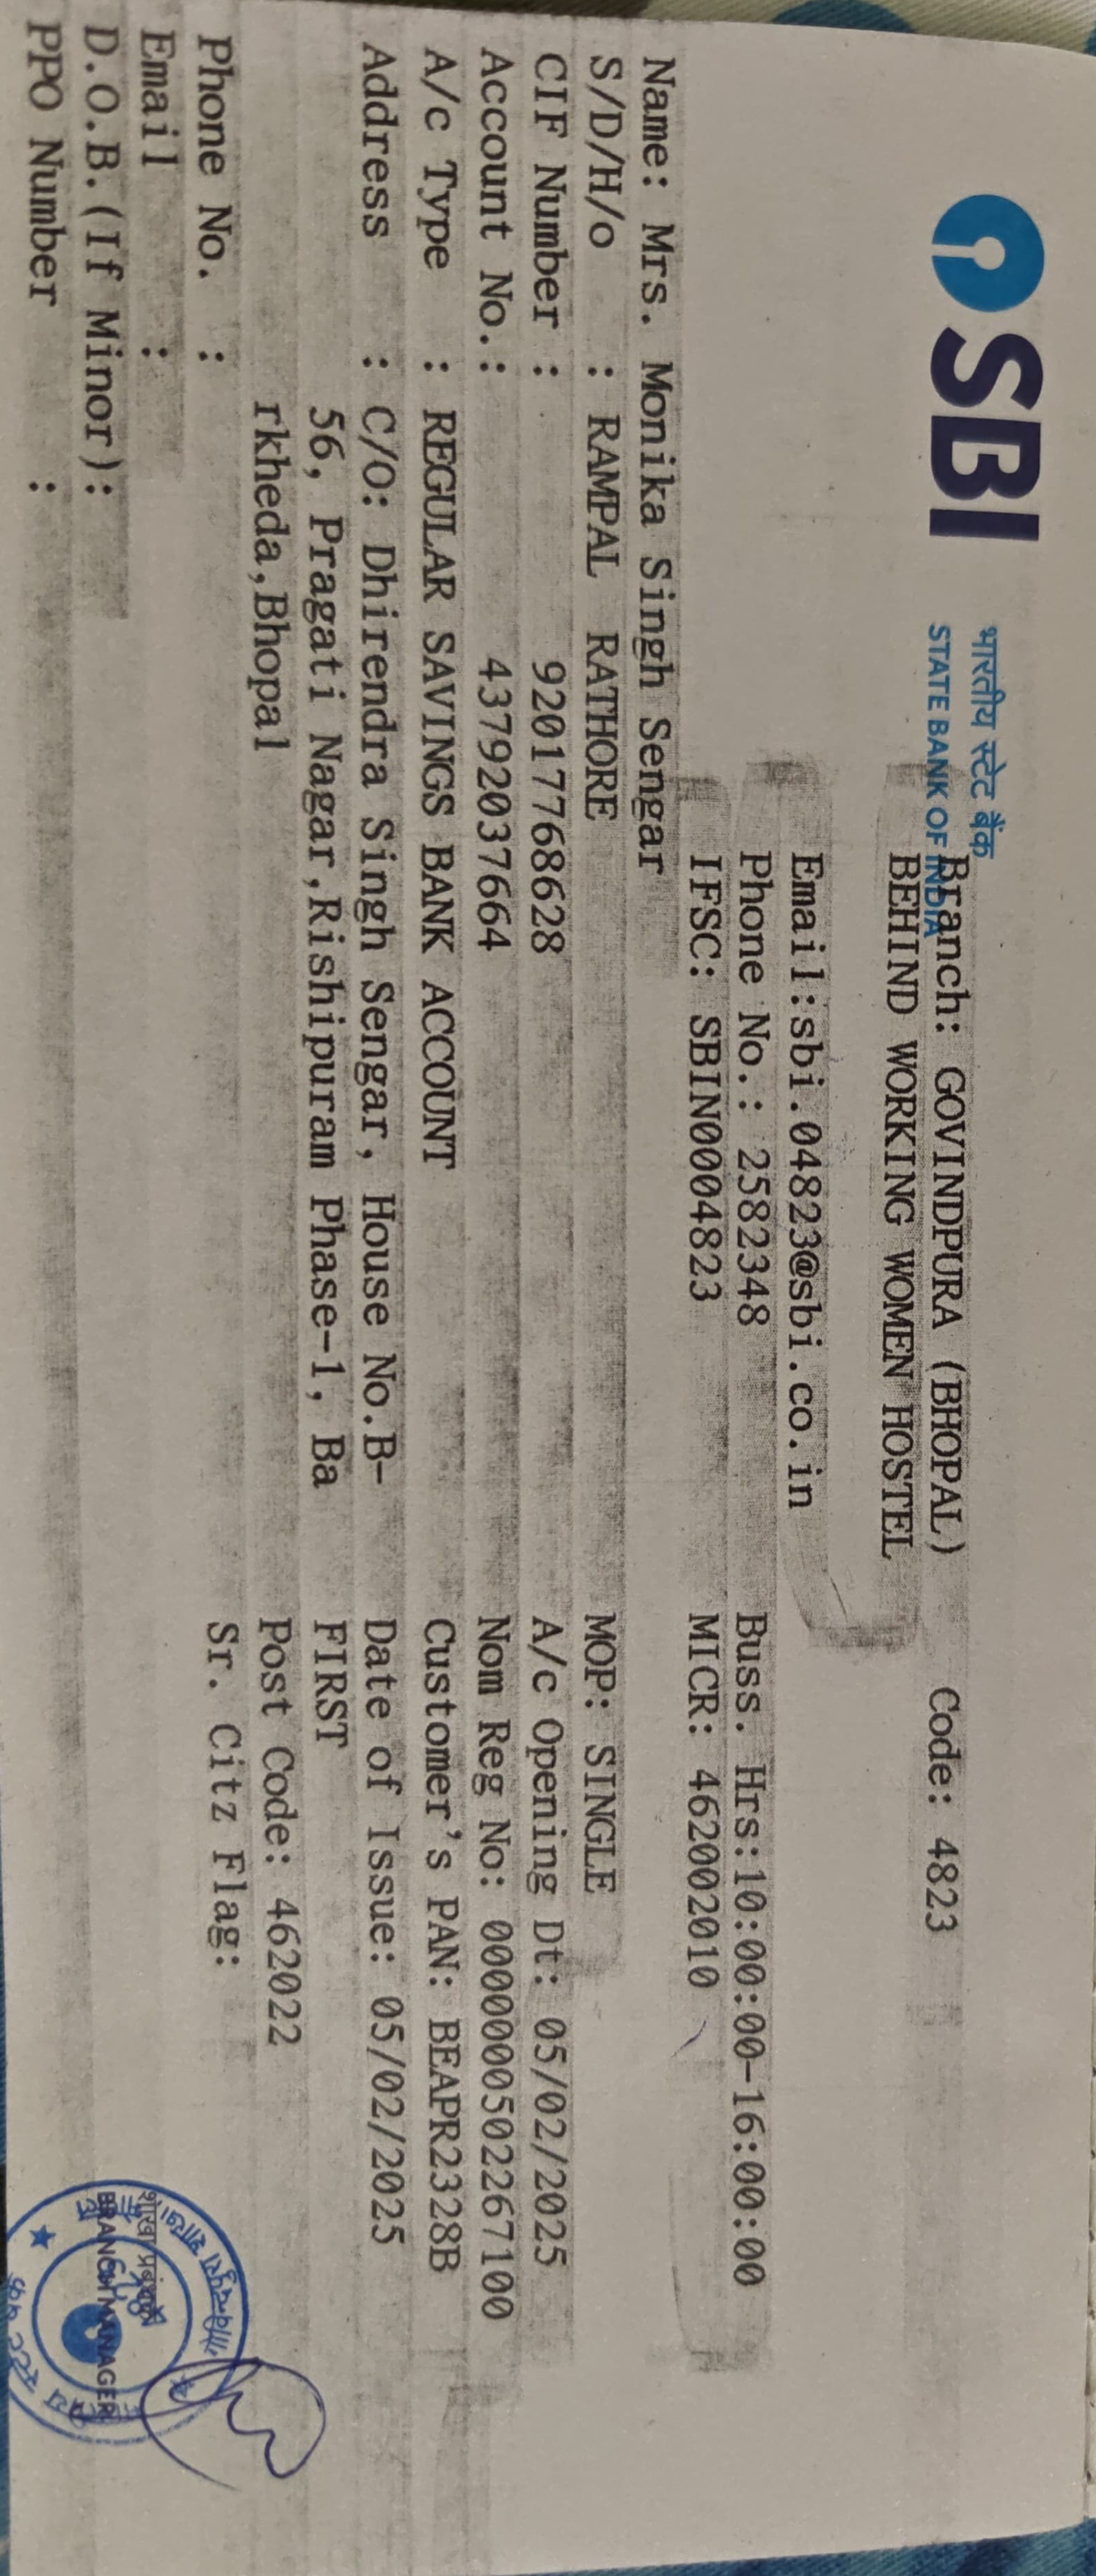 SBI
भारतीय स्टेट बैंक
STATE BANK OF INDIA
Branch: GOVINDPURA (BHOPAL) Code: 4823
BEHIND WORKING WOMEN HOSTEL
Email:sbi.04823@sbi.co.in
Phone No.: 2582348 Buss. Hrs:10:00:00-16:00:00
IFSC: SBIN0004823 MICR: 462002010
Name: Mrs. Monika Singh Sengar
S/D/H/o : RAMPAL RATHORE MOP: SINGLE
CIF Number : 92017768628 A/c Opening Dt: 05/02/2025
Account No.: 43792037664 Nom Reg No: 0000000502267100
A/c Type : REGULAR SAVINGS BANK ACCOUNT Customer's PAN: BEAPR2328B
Address : C/O: Dhirendra Singh Sengar, House No.B- Date of Issue: 05/02/2025
56, Pragati Nagar,Rishipuram Phase-1, Ba FIRST
rkheda,Bhopal Post Code: 462022
Phone No. : Sr. Citz Flag:
Email :
D.O.B.(If Minor):
PPO Number :
शाखा प्रबंधक
BRANCH MANAGER